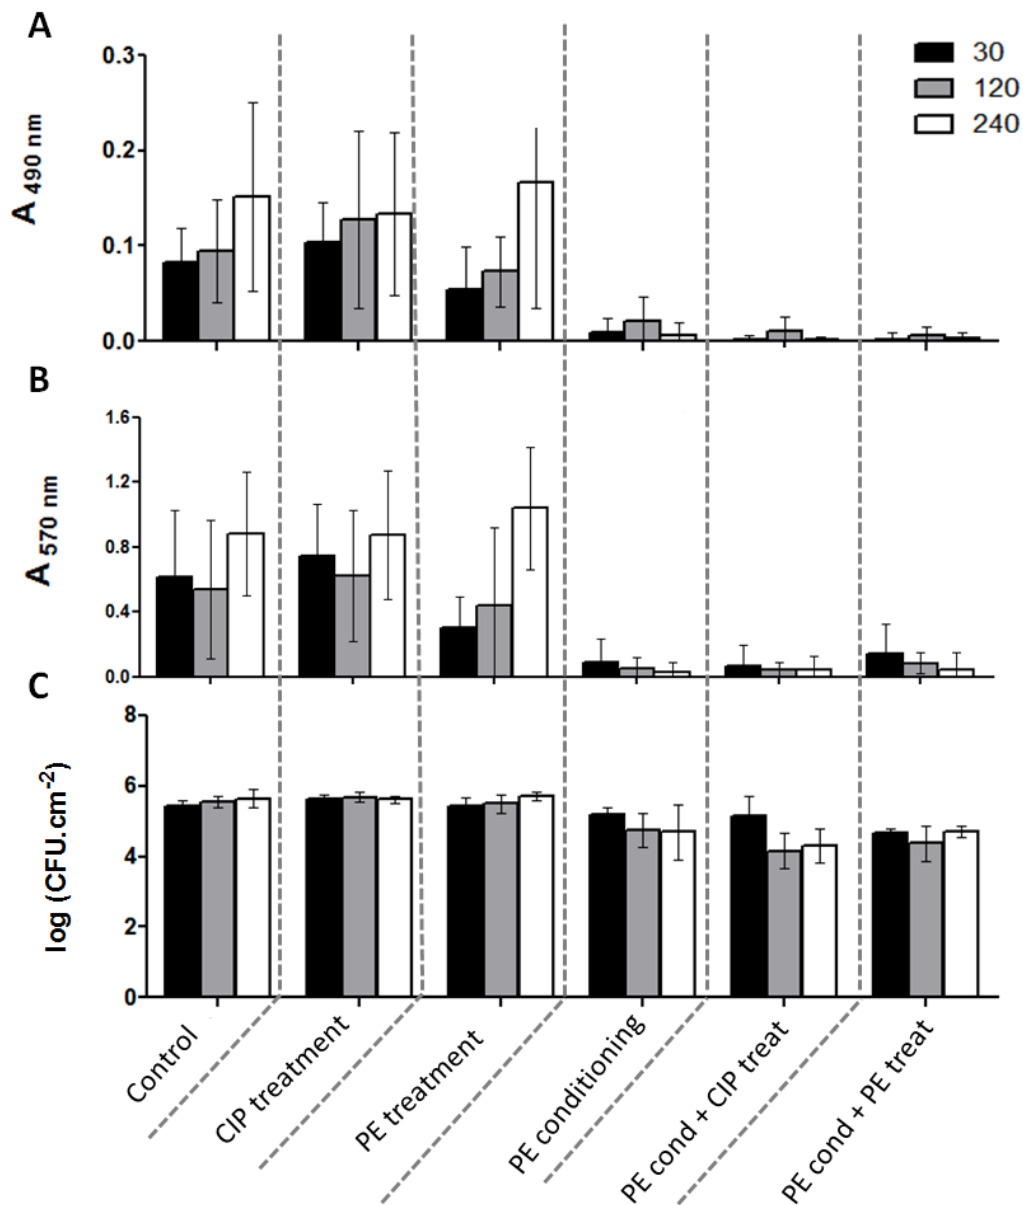 A
0.3
0.2
0.1
0.0
A 490 nm
30
120
240
B
1.6
1.2
0.8
0.4
0.0
A 570 nm
C
8
6
4
2
0
log (CFU.cm-2)
Control
CIP treatment
PE treatment
PE conditioning
PE cond + CIP treat
PE cond + PE treat